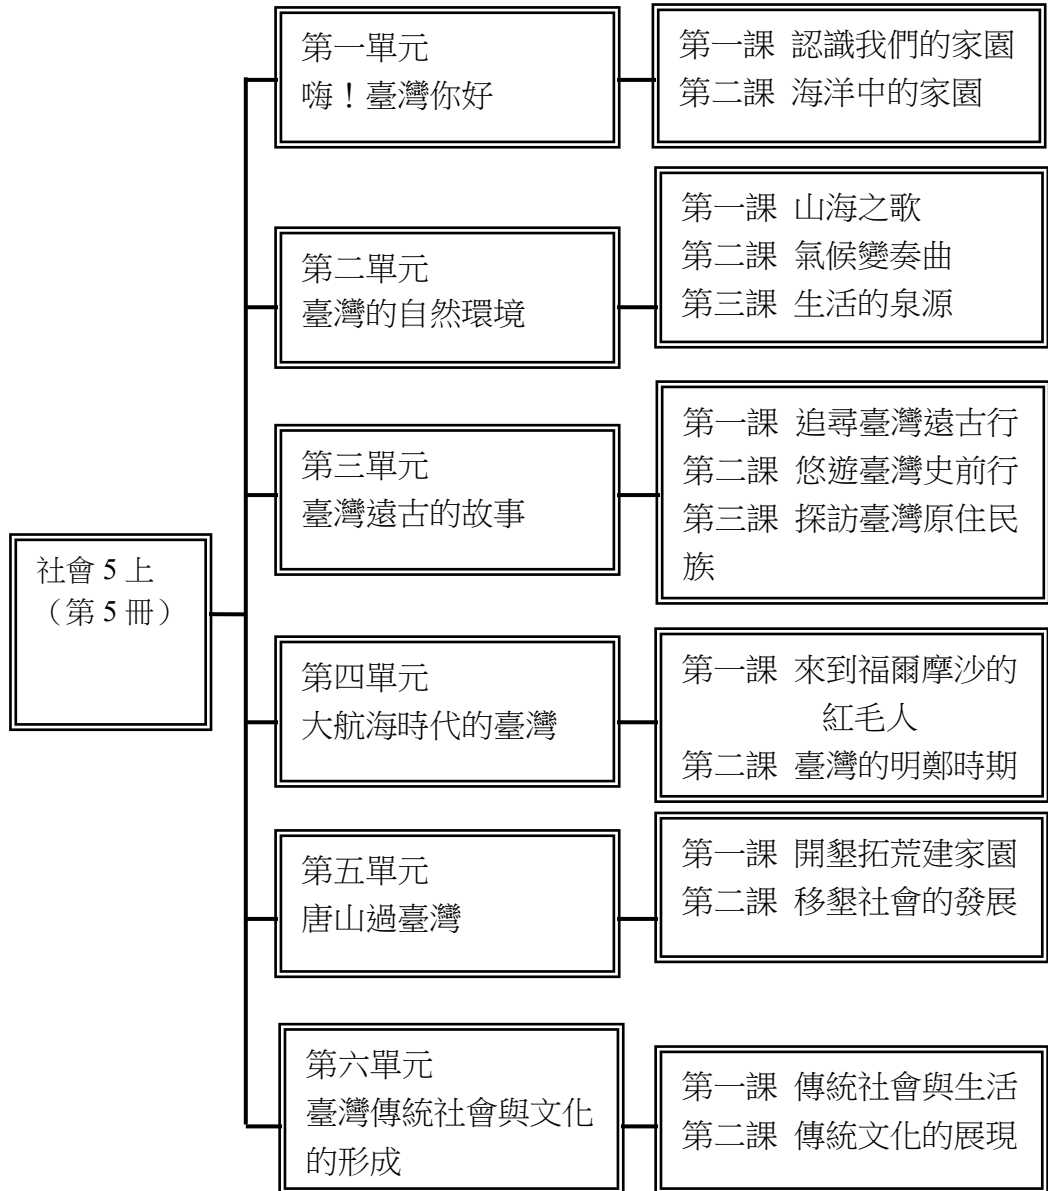 社會 5 上
（第 5 冊）
第一單元
嗨！臺灣你好
第一課 認識我們的家園
第二課 海洋中的家園
第二單元
臺灣的自然環境
第一課 山海之歌
第二課 氣候變奏曲
第三課 生活的泉源
第三單元
臺灣遠古的故事
第一課 追尋臺灣遠古行
第二課 悠遊臺灣史前行
第三課 探訪臺灣原住民
族
第四單元
大航海時代的臺灣
第一課 來到福爾摩沙的
紅毛人
第二課 臺灣的明鄭時期
第五單元
唐山過臺灣
第一課 開墾拓荒建家園
第二課 移墾社會的發展
第六單元
臺灣傳統社會與文化
的形成
第一課 傳統社會與生活
第二課 傳統文化的展現